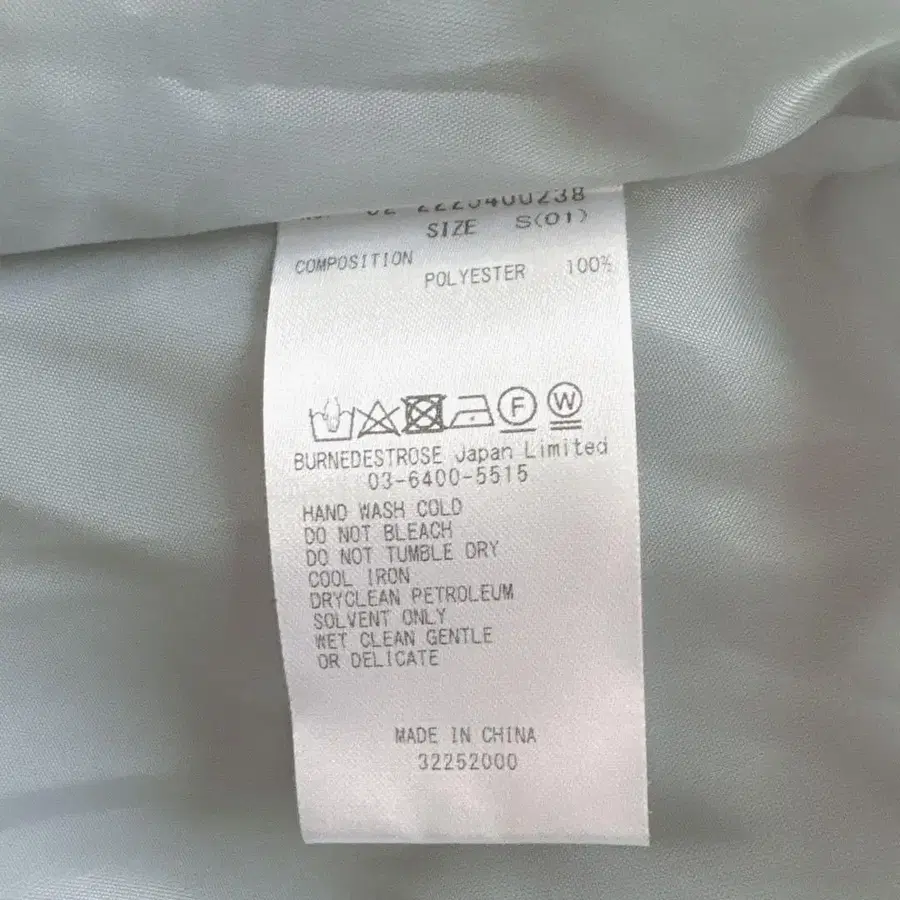 SIZE S(01)
COMPOSITION
POLYESTER 100%
F W
BURNEDESTROSE Japan Limited
03-6400-5515
HAND WASH COLD
DO NOT BLEACH
DO NOT TUMBLE DRY
COOL IRON
DRYCLEAN PETROLEUM
SOLVENT ONLY
WET CLEAN GENTLE
OR DELICATE
MADE IN CHINA
32252000